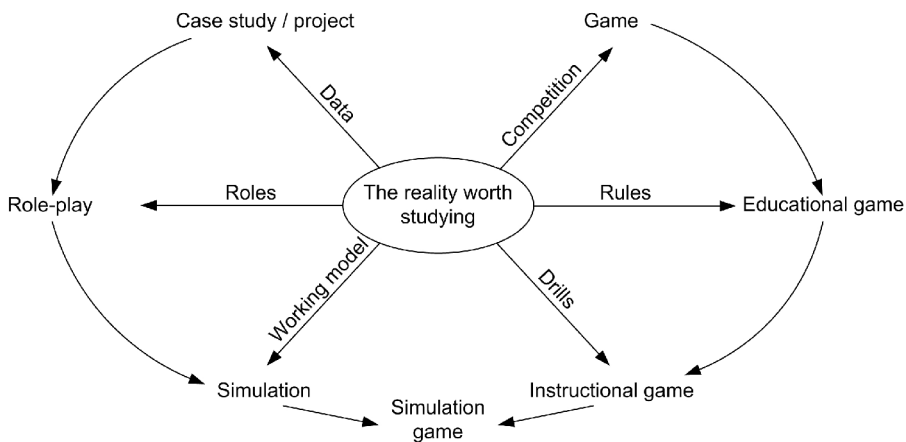 Case study / project
Game
Data
Competition
Role-play
Roles
The reality worth
studying
Rules
Educational game
Working model
Drills
Simulation
Instructional game
Simulation
game